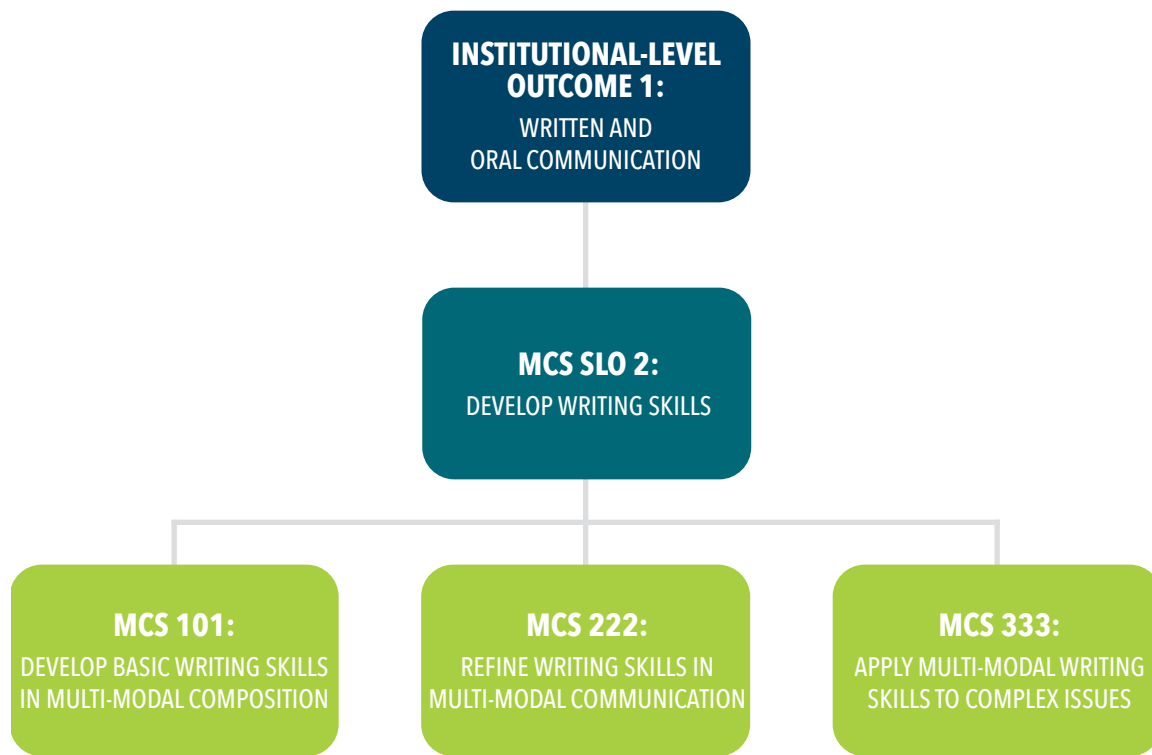 INSTITUTIONAL-LEVEL
OUTCOME 1:
WRITTEN AND
ORAL COMMUNICATION
MCS SLO 2:
DEVELOP WRITING SKILLS
MCS 101:
DEVELOP BASIC WRITING SKILLS
IN MULTI-MODAL COMPOSITION
MCS 222:
REFINE WRITING SKILLS IN
MULTI-MODAL COMMUNICATION
MCS 333:
APPLY MULTI-MODAL WRITING
SKILLS TO COMPLEX ISSUES